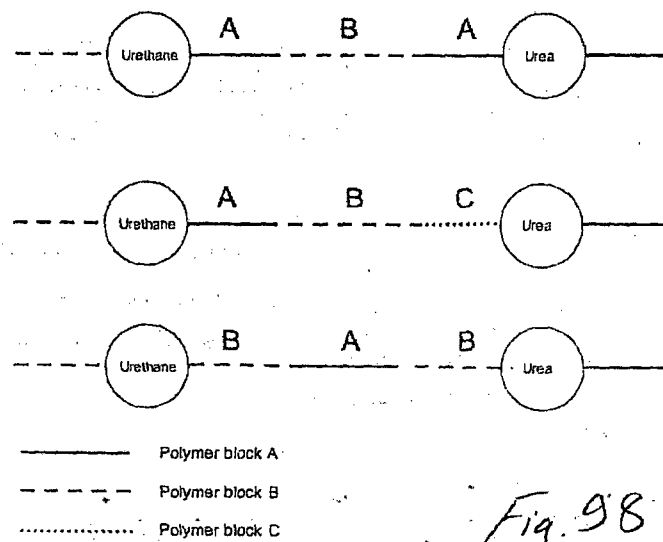 A B A
Urethane Urea
A B C
Urethane Urea
B A B
Urethane Urea
Polymer block A
Polymer block B
Polymer block C
Fig. 98